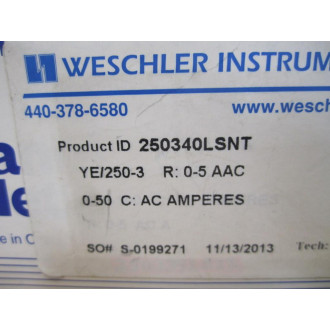 WESCHLER INSTRUM
440-378-6580
www.wesch
Product ID 250340LSNT
YE/250-3 R: 0-5 AAC
0-50 C: AC AMPERES
SO# S-0199271 11/13/2013 Tech:
e in C